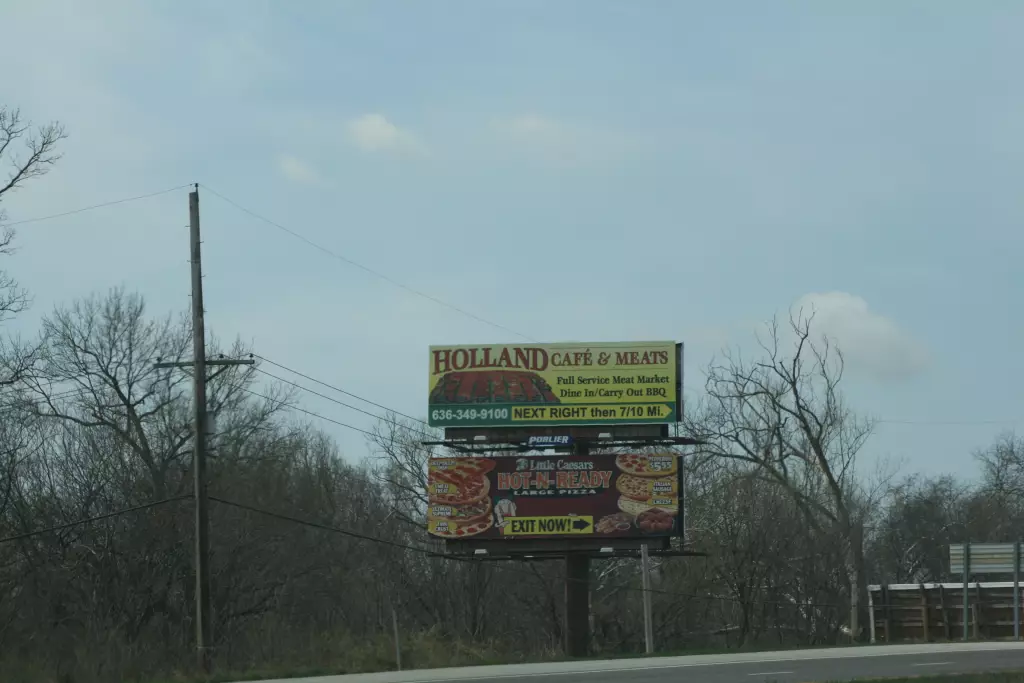 HOLLAND CAFÉ & MEATS
Full Service Meat Market
Dine In/Carry Out BBQ
636-349-9100 NEXT RIGHT then 7/10 Mi.
POBLIER
Little Caesars
HOT-N-READY
LARGE PIZZA
EXIT NOW!